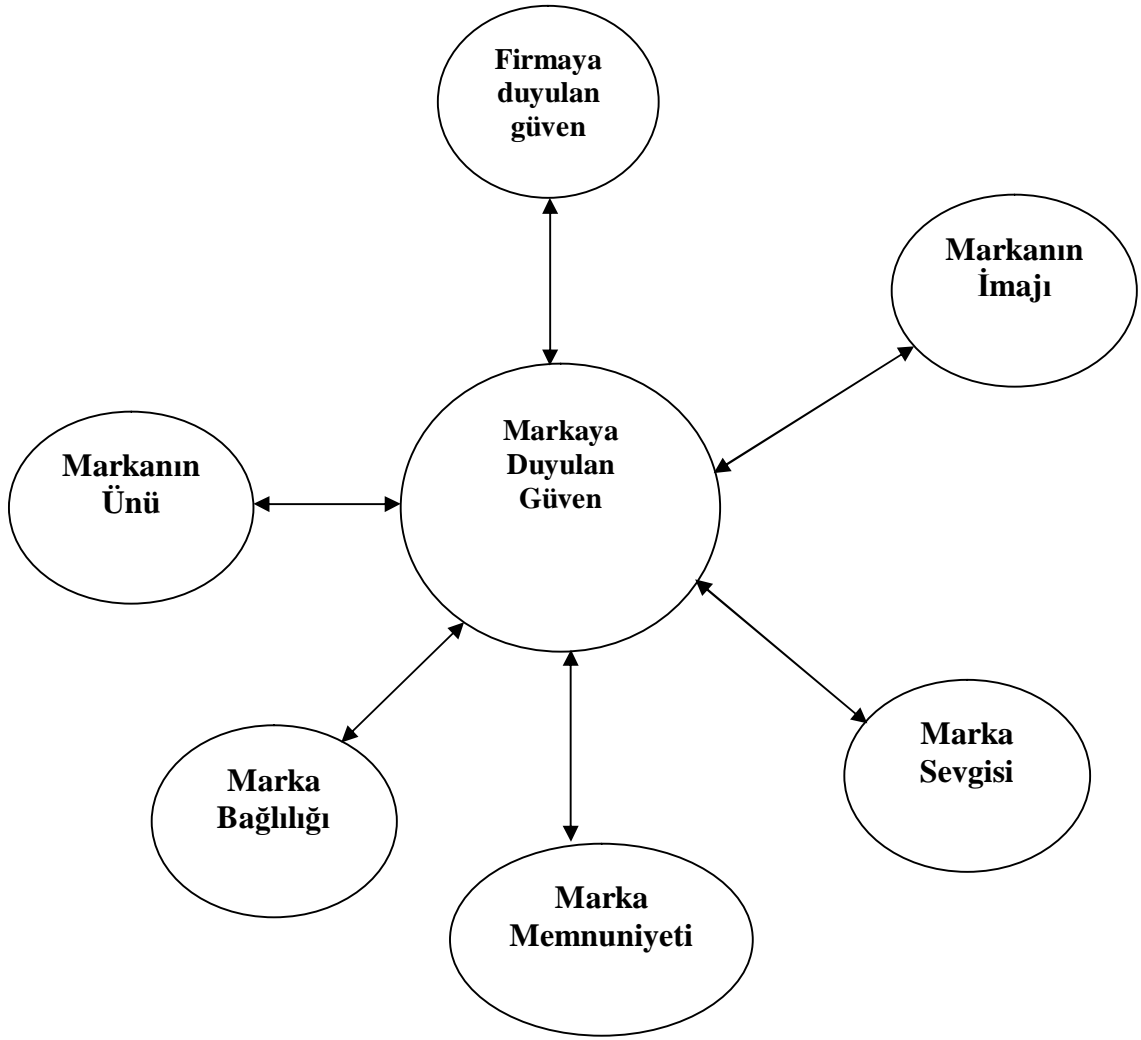 Firmaya
duyulan
güven
Markanın
İmajı
Markaya
Duyulan
Güven
Markanın
Ünü
Marka
Sevgisi
Marka
Bağlılığı
Marka
Memnuniyeti